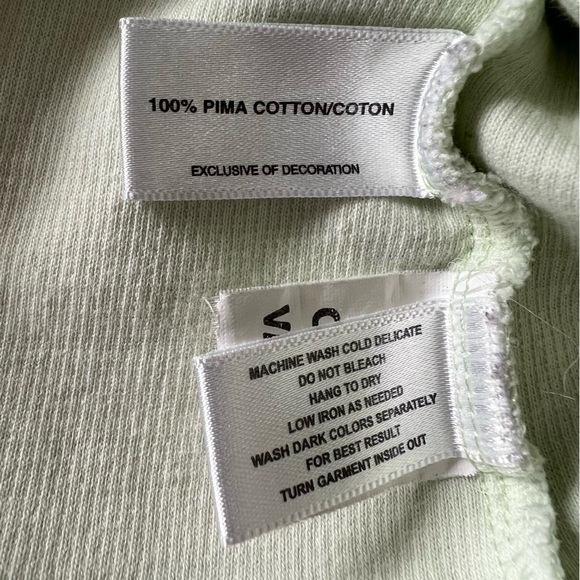 100% PIMA COTTON/COTON
EXCLUSIVE OF DECORATION
MACHINE WASH COLD DELICATE
DO NOT BLEACH
HANG TO DRY
LOW IRON AS NEEDED
WASH DARK COLORS SEPARATELY
FOR BEST RESULT
TURN GARMENT INSIDE OUT